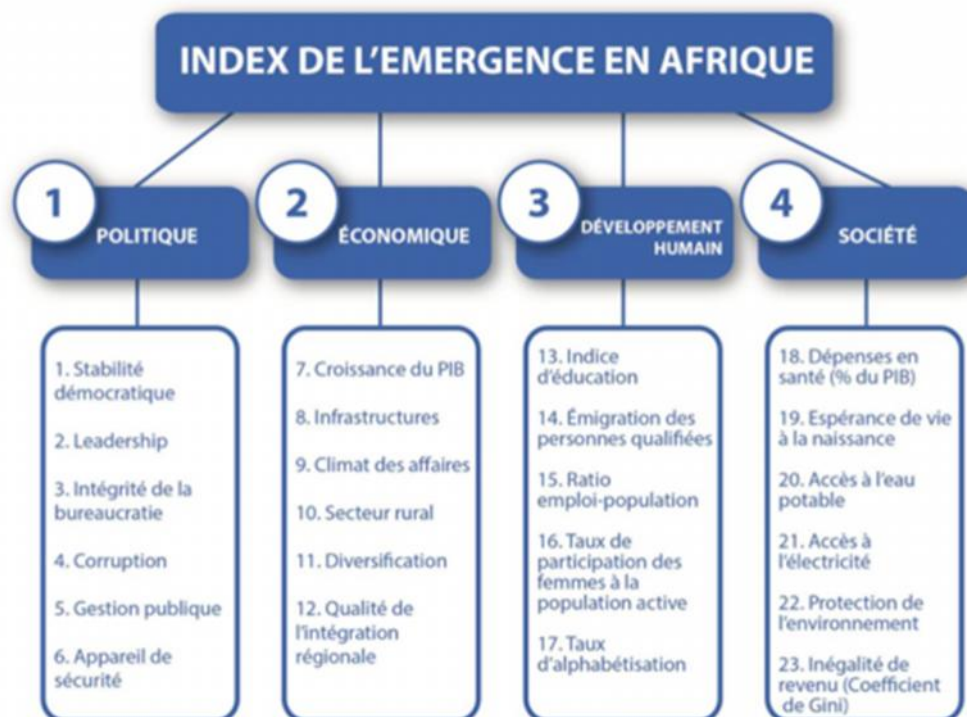 INDEX DE L'EMERGENCE EN AFRIQUE
1
POLITIQUE
1. Stabilité
démocratique
2. Leadership
3. Intégrité de la
bureaucratie
4. Corruption
5. Gestion publique
6. Appareil de
sécurité
2
ÉCONOMIQUE
7. Croissance du PIB
8. Infrastructures
9. Climat des affaires
10. Secteur rural
11. Diversification
12. Qualité de
l'intégration
régionale
3
DÉVELOPPEMENT
HUMAIN
13. Indice
d'éducation
14. Émigration des
personnes qualifiées
15. Ratio
emploi-population
16. Taux de
participation des
femmes à la
population active
17. Taux
d'alphabétisation
4
SOCIÉTÉ
18. Dépenses en
santé (% du PIB)
19. Espérance de vie
à la naissance
20. Accès à l'eau
potable
21. Accès à
l'électricité
22. Protection de
l'environnement
23. Inégalité de
revenu (Coefficient
de Gini)